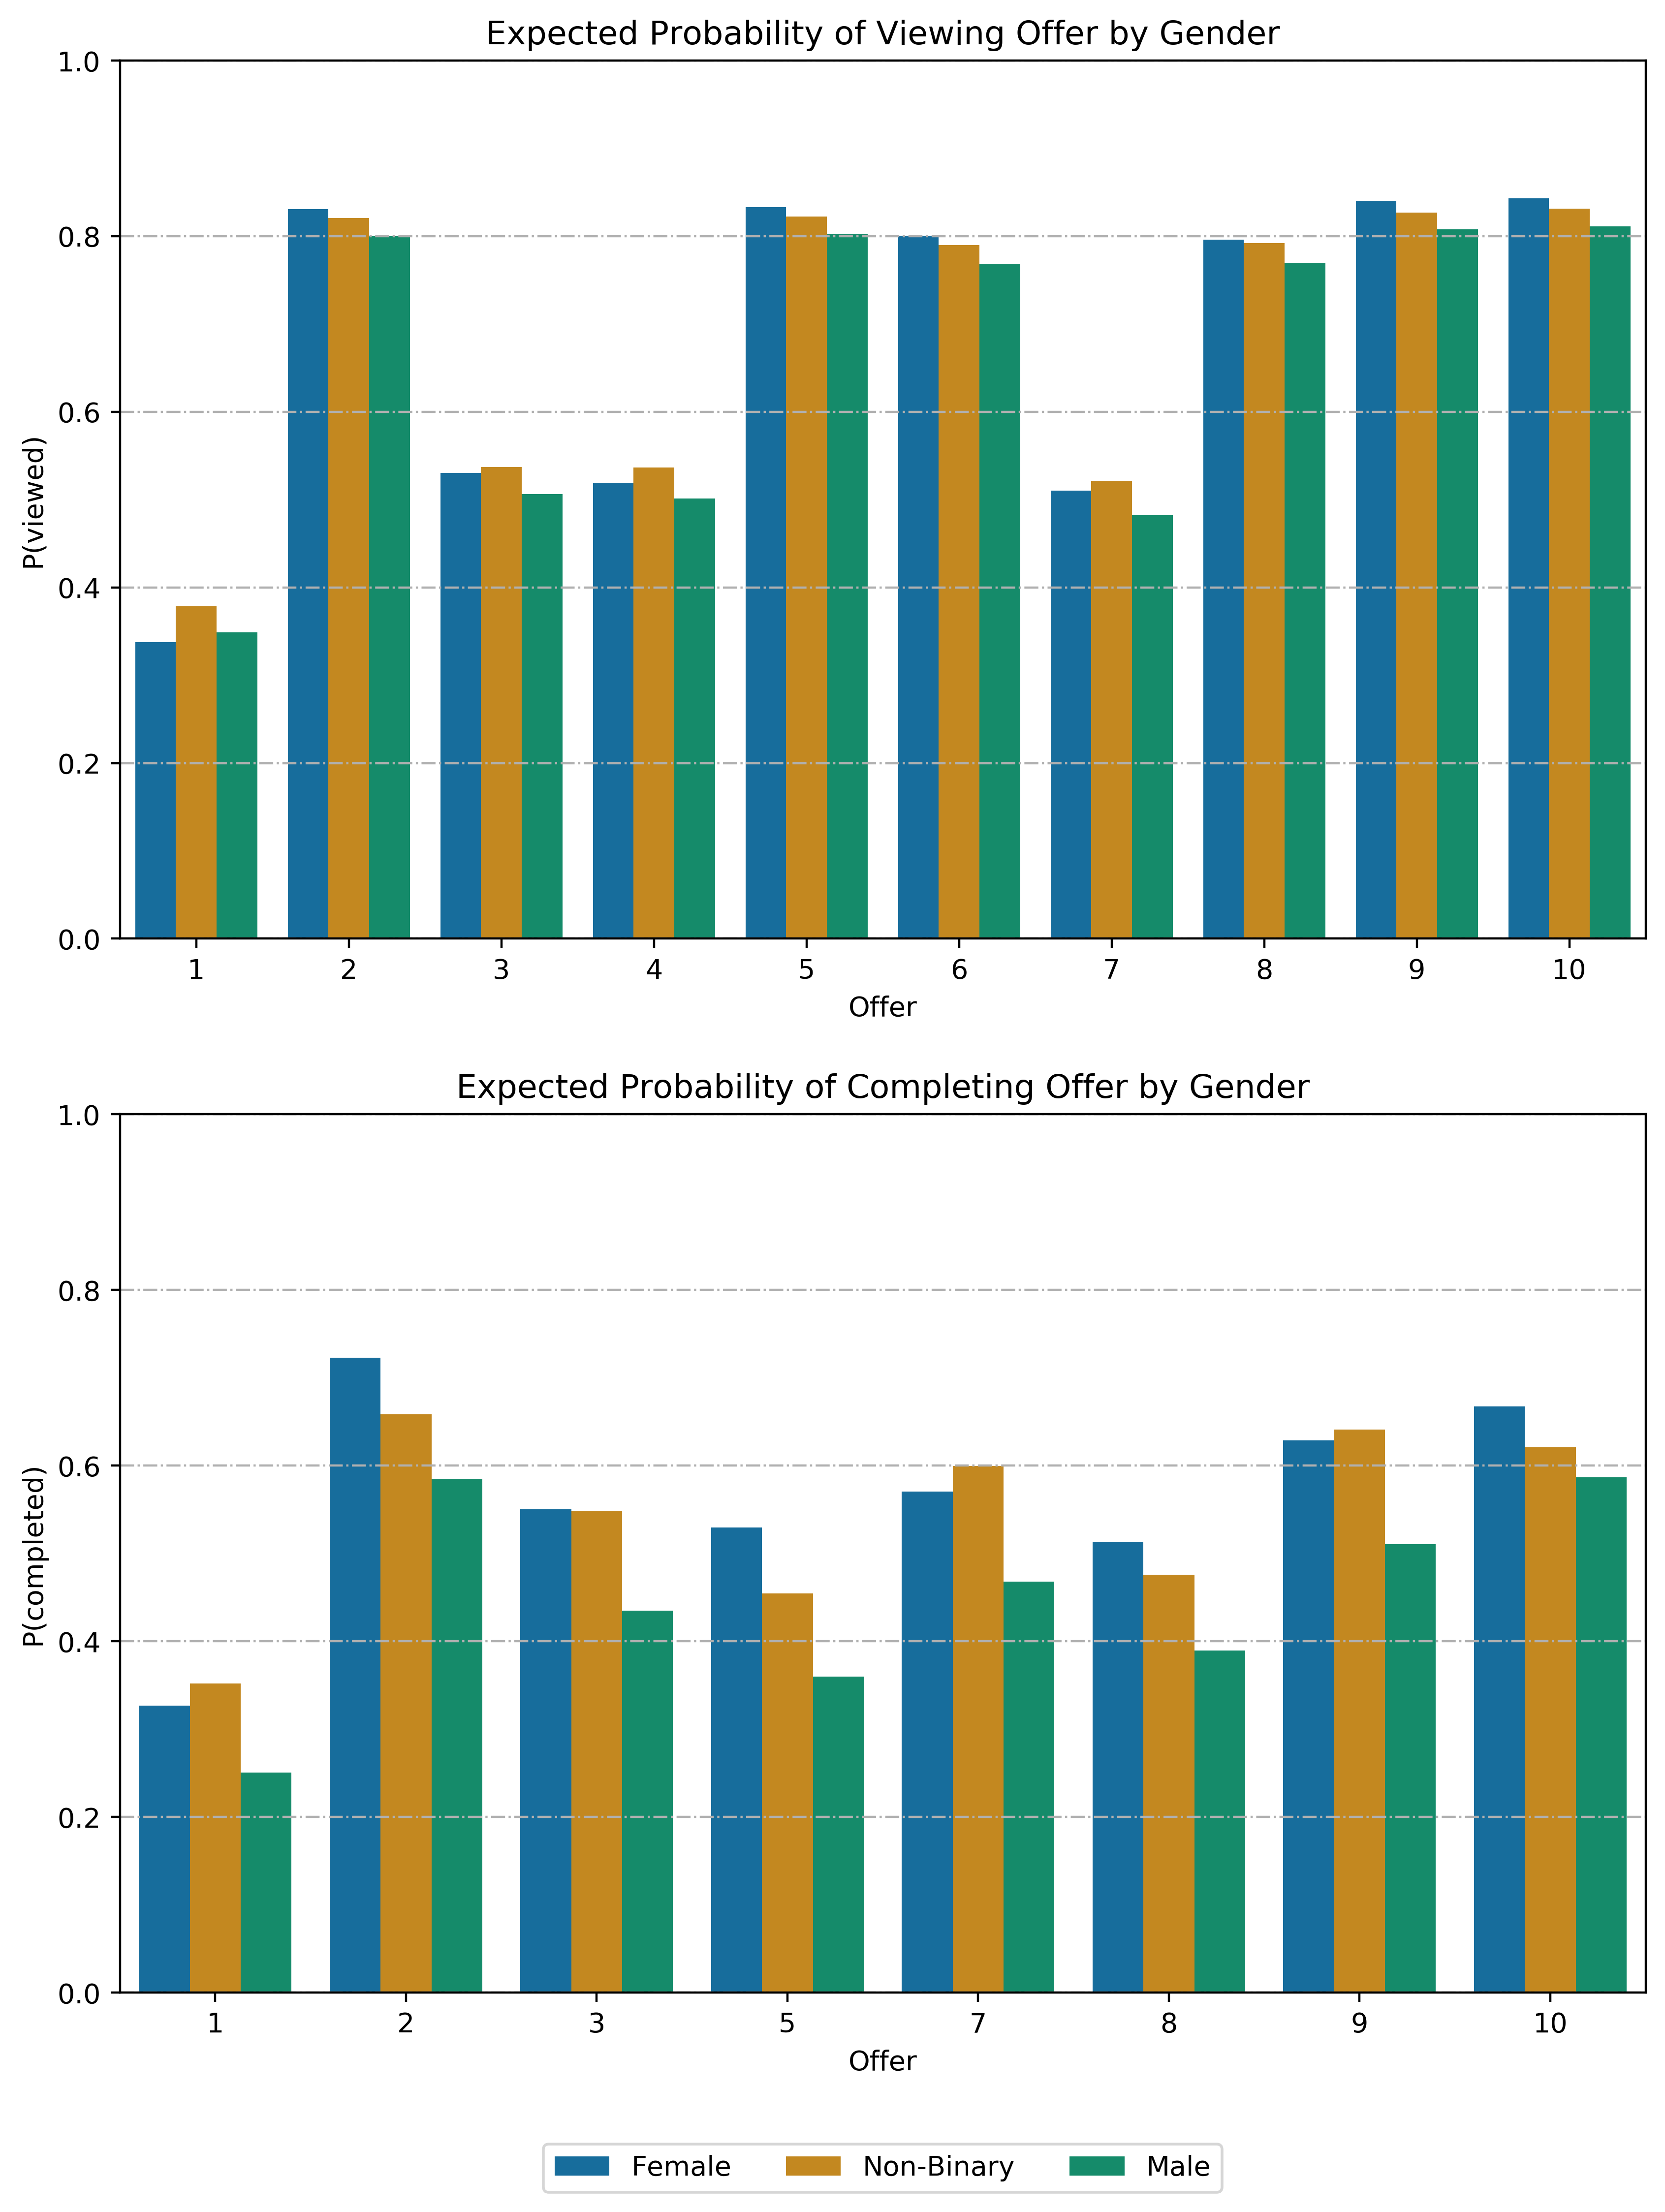 Expected Probability of Viewing Offer by Gender
1.0
0.8
0.6
0.4
0.2
0.0
P(viewed)
1 2 3 4 5 6 7 8 9 10
Offer
Expected Probability of Completing Offer by Gender
1.0
0.8
0.6
0.4
0.2
0.0
P(completed)
1 2 3 5 7 8 9 10
Offer
Female Non-Binary Male